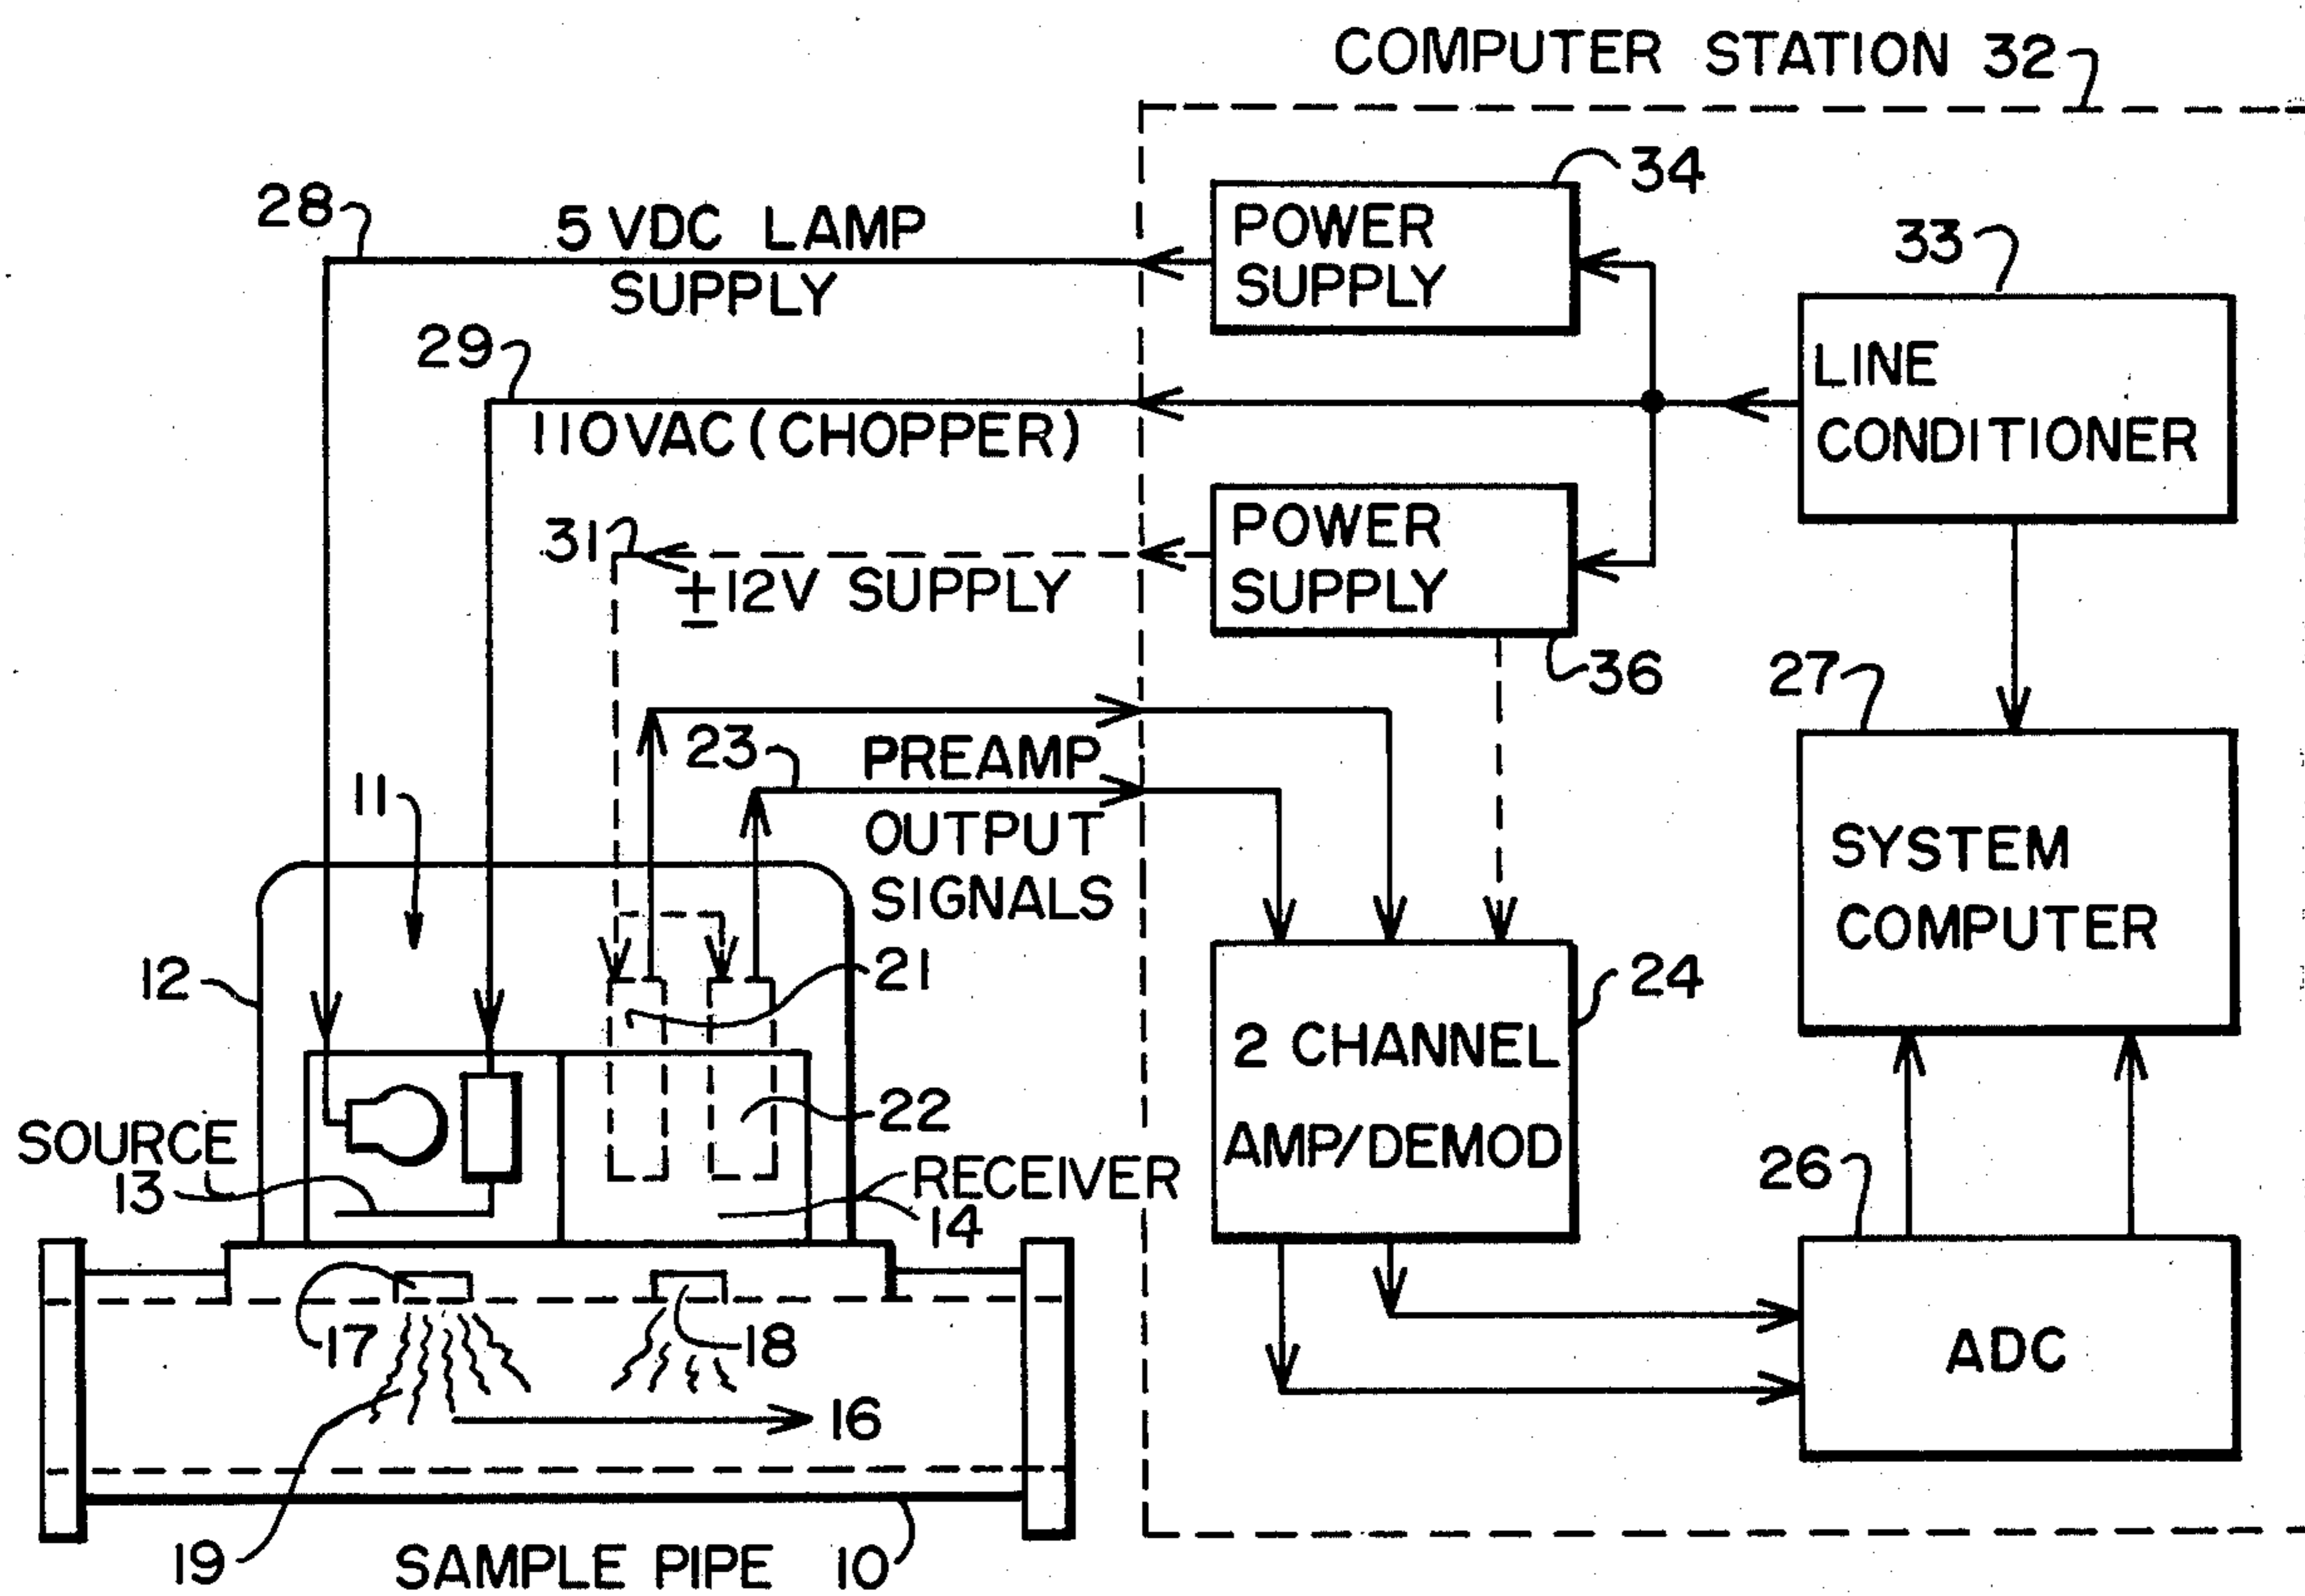 COMPUTER STATION 32
34
28
5 VDC LAMP
SUPPLY
POWER
SUPPLY
33
29
110VAC (CHOPPER)
LINE
CONDITIONER
31
±12V SUPPLY
POWER
SUPPLY
36
27
23
PREAMP
OUTPUT
SIGNALS
11
SYSTEM
COMPUTER
12
21
24
2 CHANNEL
AMP/DEMOD
22
SOURCE
13
RECEIVER
14
26
17
18
ADC
16
19
SAMPLE PIPE 10